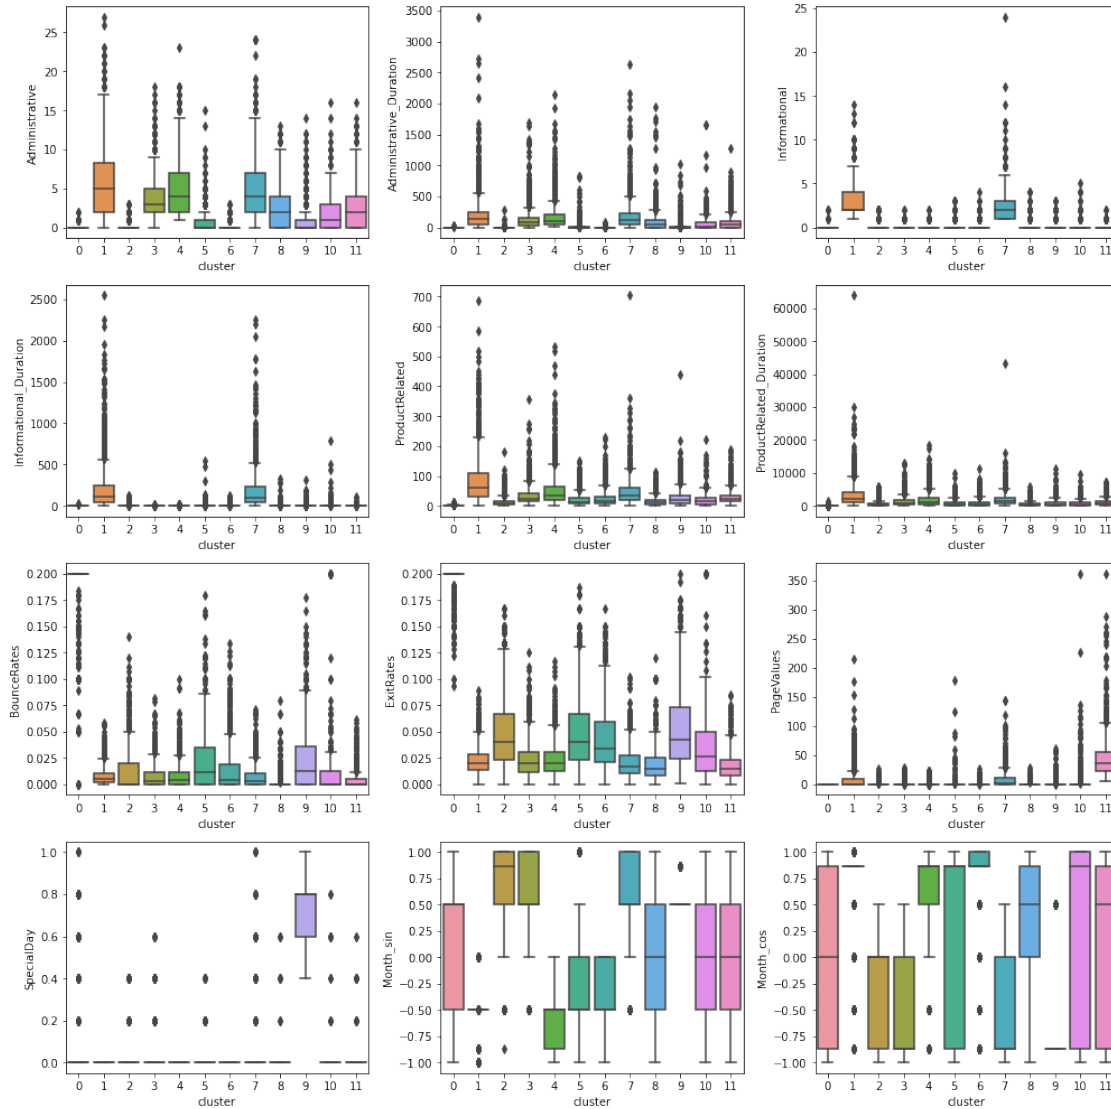 Administrative
25
20
15
10
5
0
0 1 2 3 4 5 6 7 8 9 10 11
cluster
Administrative_Duration
3500
3000
2500
2000
1500
1000
500
0
0 1 2 3 4 5 6 7 8 9 10 11
cluster
Informational
25
20
15
10
5
0
0 1 2 3 4 5 6 7 8 9 10 11
cluster
Informational_Duration
2500
2000
1500
1000
500
0
0 1 2 3 4 5 6 7 8 9 10 11
cluster
ProductRelated
700
600
500
400
300
200
100
0
0 1 2 3 4 5 6 7 8 9 10 11
cluster
ProductRelated_Duration
60000
50000
40000
30000
20000
10000
0
0 1 2 3 4 5 6 7 8 9 10 11
cluster
BounceRates
0.200
0.175
0.150
0.125
0.100
0.075
0.050
0.025
0.000
0 1 2 3 4 5 6 7 8 9 10 11
cluster
ExitRates
0.200
0.175
0.150
0.125
0.100
0.075
0.050
0.025
0.000
0 1 2 3 4 5 6 7 8 9 10 11
cluster
PageValues
350
300
250
200
150
100
50
0
0 1 2 3 4 5 6 7 8 9 10 11
cluster
SpecialDay
1.0
0.8
0.6
0.4
0.2
0.0
0 1 2 3 4 5 6 7 8 9 10 11
cluster
Month_sin
1.00
0.75
0.50
0.25
0.00
−0.25
−0.50
−0.75
−1.00
0 1 2 3 4 5 6 7 8 9 10 11
cluster
Month_cos
1.00
0.75
0.50
0.25
0.00
−0.25
−0.50
−0.75
−1.00
0 1 2 3 4 5 6 7 8 9 10 11
cluster